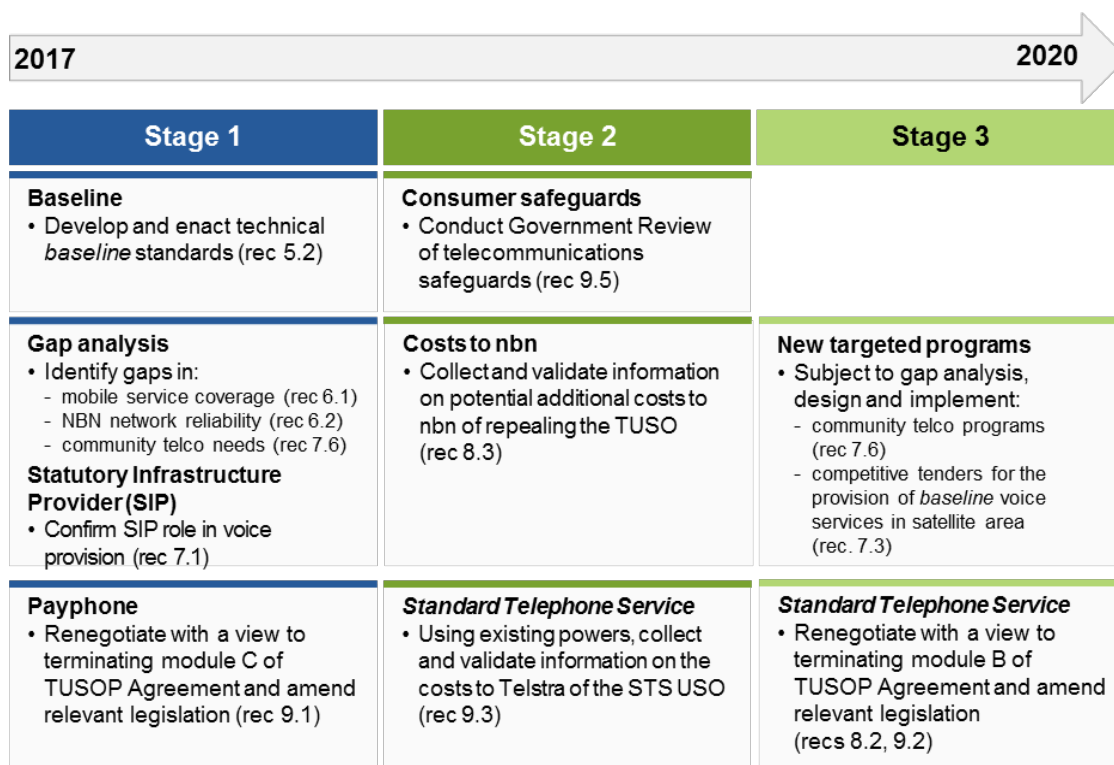 2017
2020
Stage 1
Stage 2
Stage 3
Baseline
• Develop and enact technical
baseline standards (rec 5.2)
Consumer safeguards
• Conduct Government Review
of telecommunications
safeguards (rec 9.5)
Gap analysis
• Identify gaps in:
- mobile service coverage (rec 6.1)
- NBN network reliability (rec 6.2)
- community telco needs (rec 7.6)
Statutory Infrastructure
Provider (SIP)
• Confirm SIP role in voice
provision (rec 7.1)
Costs to nbn
• Collect and validate information
on potential additional costs to
nbn of repealing the TUSO
(rec 8.3)
New targeted programs
• Subject to gap analysis,
design and implement:
- community telco programs
(rec 7.6)
- competitive tenders for the
provision of baseline voice
services in satellite area
(rec. 7.3)
Payphone
• Renegotiate with a view to
terminating module C of
TUSOP Agreement and amend
relevant legislation (rec 9.1)
Standard Telephone Service
• Using existing powers, collect
and validate information on the
costs to Telstra of the STS USO
(rec 9.3)
Standard Telephone Service
• Renegotiate with a view to
terminating module B of
TUSOP Agreement and amend
relevant legislation
(recs 8.2, 9.2)